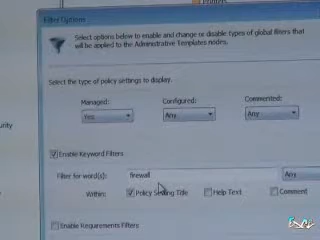 Printers
Filter Options
Select options below to enable and change or disable types of global filters that
will be applied to the Administrative Templates nodes.
Select the type of policy settings to display.
Managed: Configured: Commented:
Yes Any Any
urity
Enable Keyword Filters
Filter for word(s): firewall Any
Within: Policy Setting Title Help Text Comment
Enable Requirements Filters